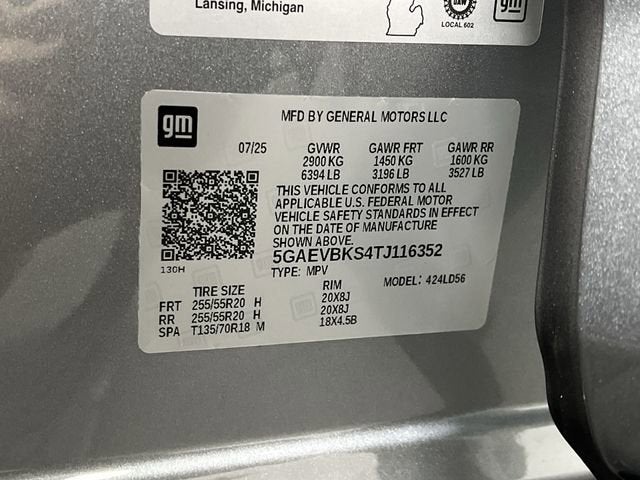 Lansing, Michigan
LOCAL 602
gm
gm
MFD BY GENERAL MOTORS LLC
07/25 GVWR GAWR FRT GAWR RR
2900 KG 1450 KG 1600 KG
6394 LB 3196 LB 3527 LB
THIS VEHICLE CONFORMS TO ALL
APPLICABLE U.S. FEDERAL MOTOR
VEHICLE SAFETY STANDARDS IN EFFECT
ON THE DATE OF MANUFACTURE
SHOWN ABOVE.
5GAEVBKS4TJ116352
130H
TYPE: MPV MODEL: 424LD56
TIRE SIZE RIM
FRT 255/55R20 H 20X8J
RR 255/55R20 H 20X8J
SPA T135/70R18 M 18X4.5B